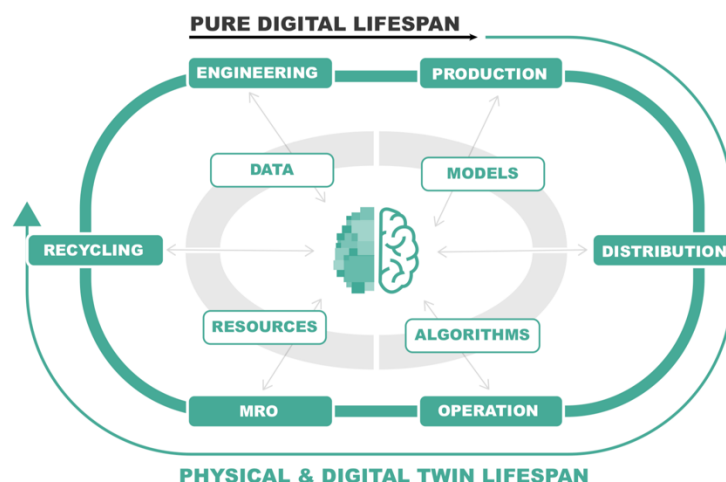 PURE DIGITAL LIFESPAN
ENGINEERING
PRODUCTION
DATA
MODELS
RECYCLING
DISTRIBUTION
RESOURCES
ALGORITHMS
MRO
OPERATION
PHYSICAL & DIGITAL TWIN LIFESPAN